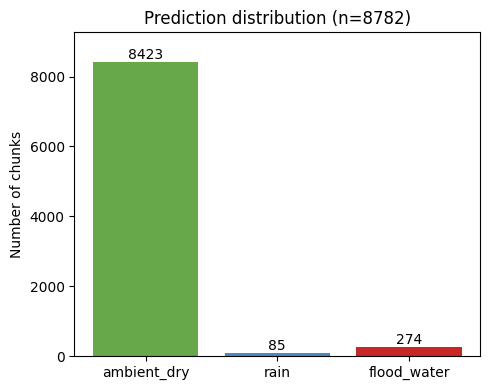 Prediction distribution (n=8782)
Number of chunks
8000
6000
4000
2000
0
8423
85
274
ambient_dry
rain
flood_water